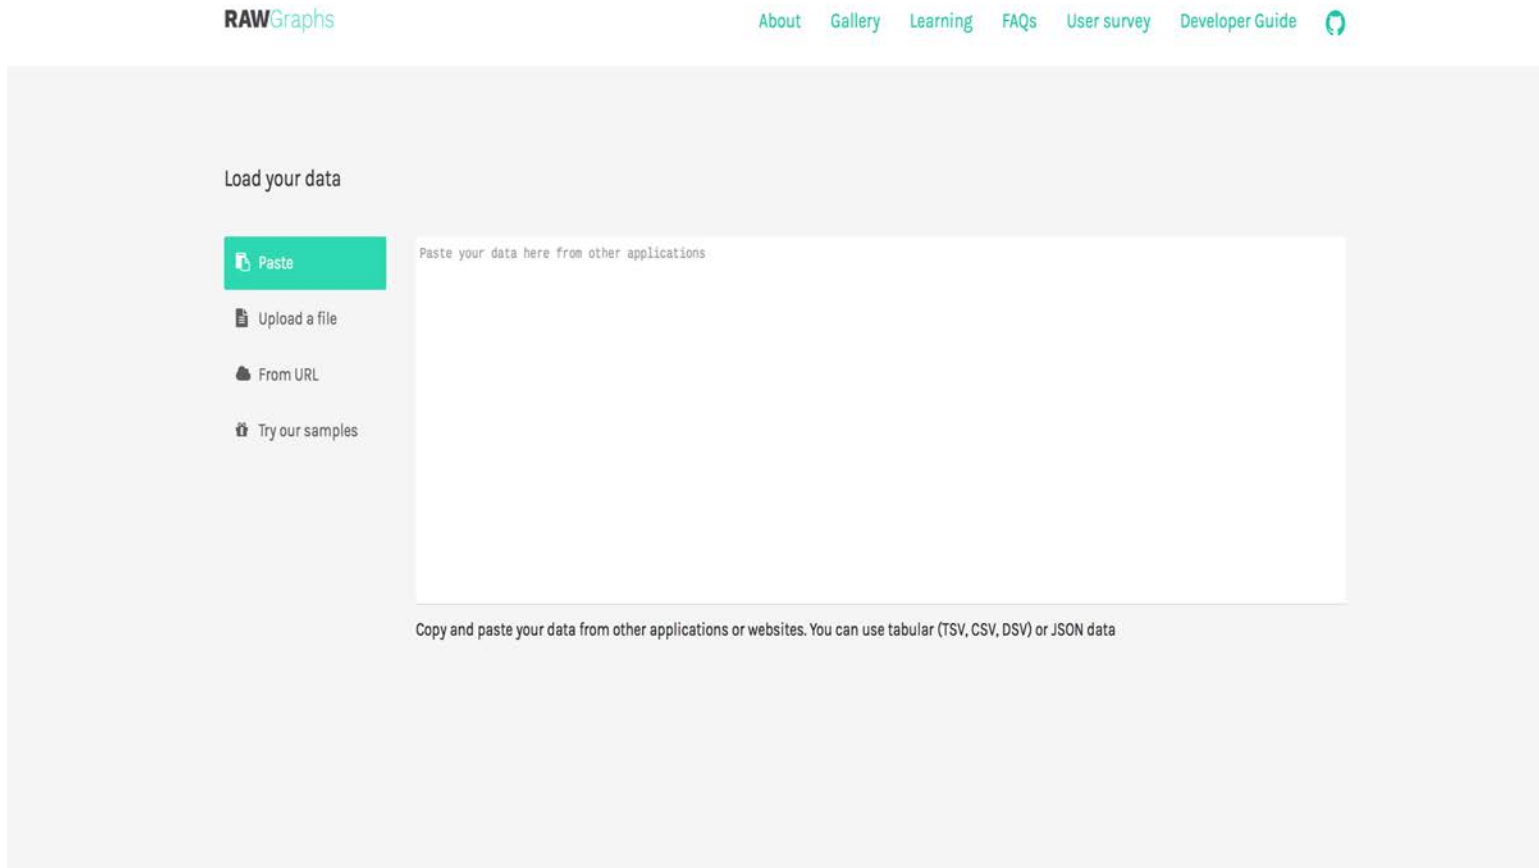 RAWGraphs About Gallery Learning FAQs User survey Developer Guide
Load your data
Paste
Upload a file
From URL
Try our samples
Paste your data here from other applications
Copy and paste your data from other applications or websites. You can use tabular (TSV, CSV, DSV) or JSON data